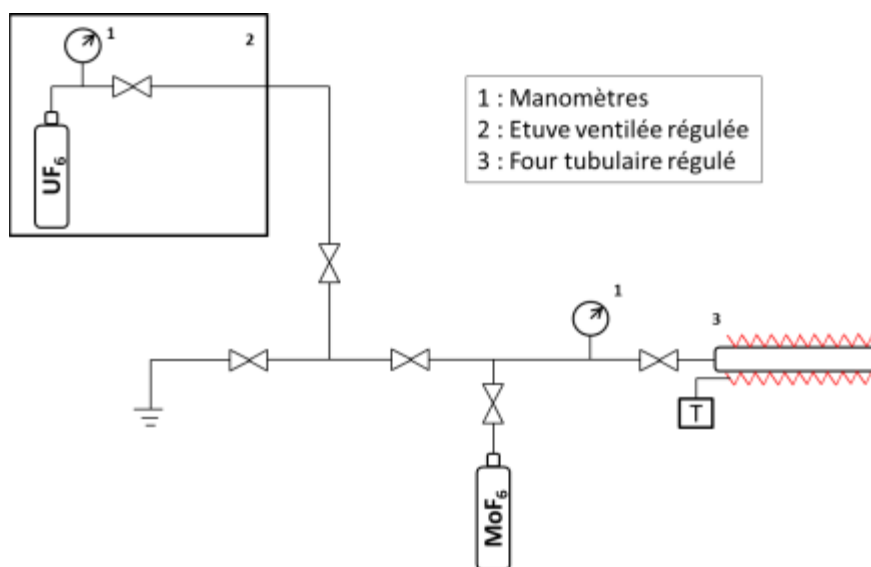 1
2
UF6
1 : Manomètres
2 : Etuve ventilée régulée
3 : Four tubulaire régulé
1
3
T
MoF6